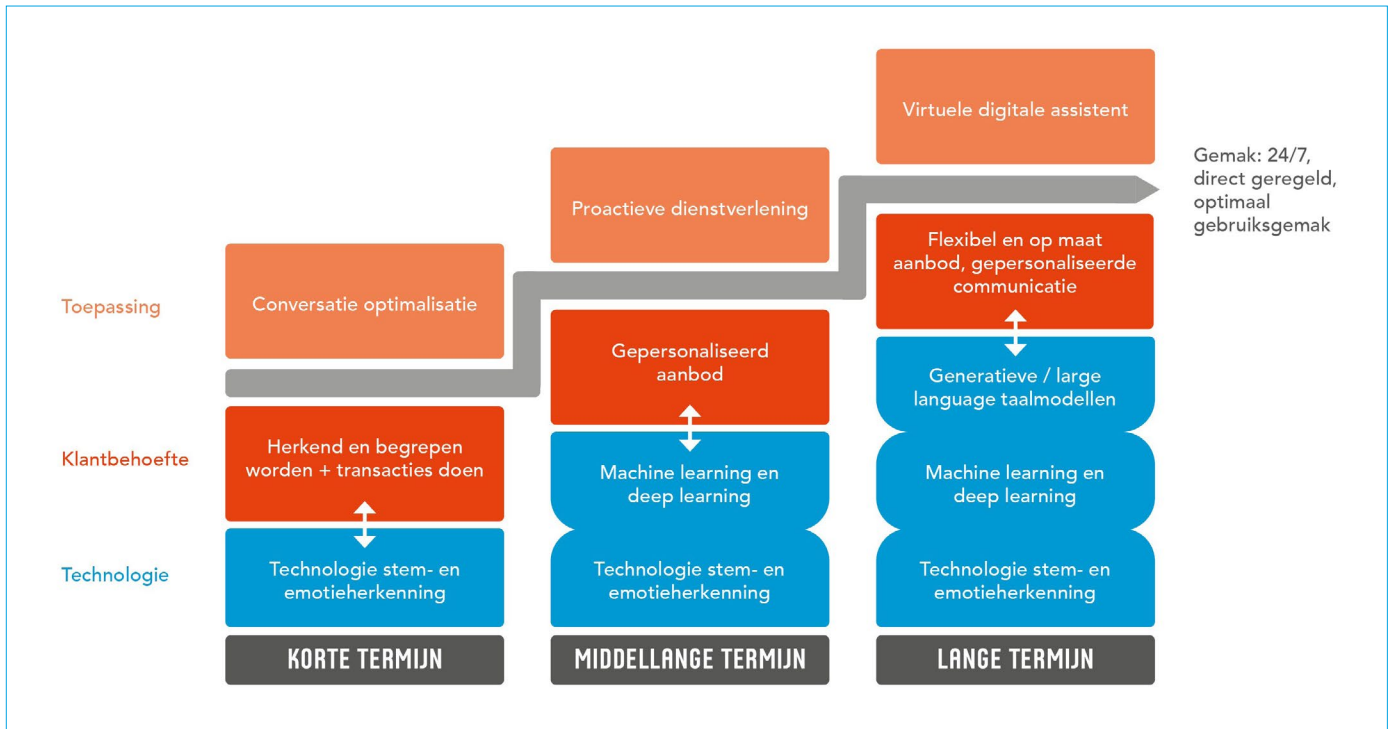 Virtuele digitale assistent
Gemak: 24/7,
direct geregeld,
optimaal
gebruiksgemak
Proactieve dienstverlening
Flexibel en op maat
aanbod, gepersonaliseerde
communicatie
Toepassing
Conversatie optimalisatie
Gepersonaliseerd
aanbod
Generatieve / large
language taalmodellen
Klantbehoefte
Herkend en begrepen
worden + transacties doen
Machine learning en
deep learning
Machine learning en
deep learning
Technologie
Technologie stem- en
emotieherkenning
Technologie stem- en
emotieherkenning
Technologie stem- en
emotieherkenning
KORTE TERMIJN
MIDDELLANGE TERMIJN
LANGE TERMIJN